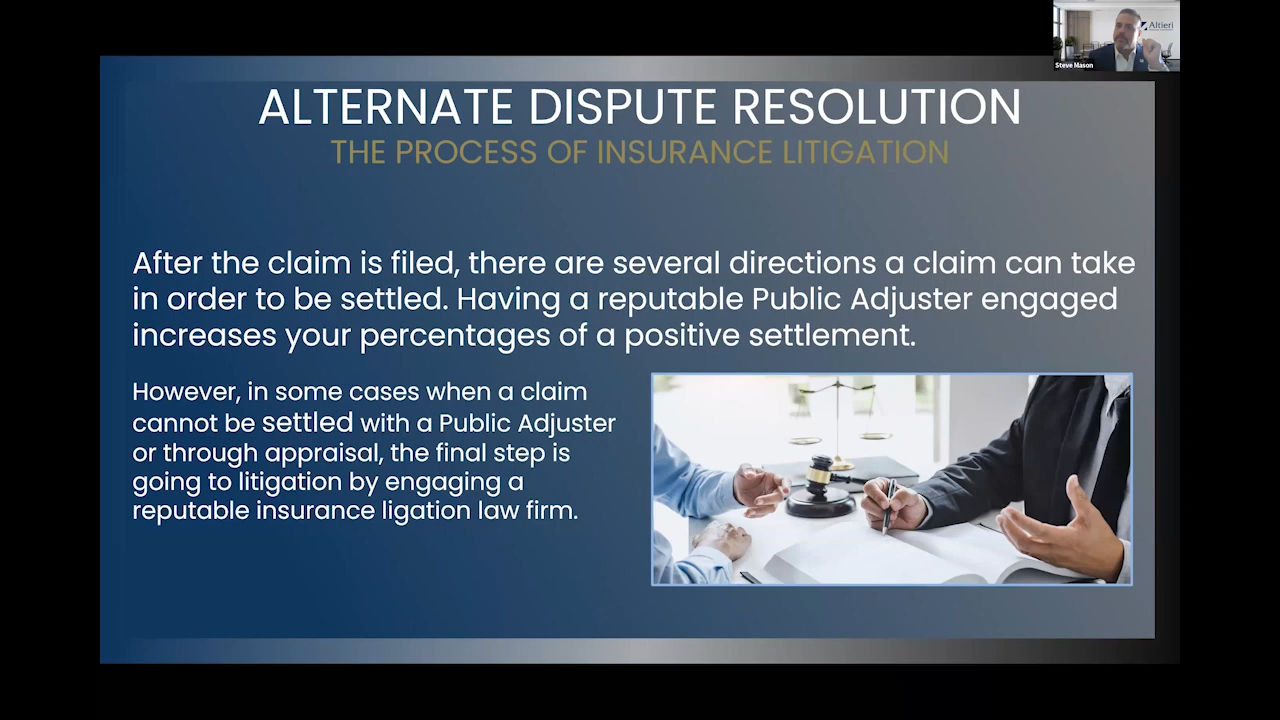 Altieri
Steve Mason
ALTERNATE DISPUTE RESOLUTION
THE PROCESS OF INSURANCE LITIGATION
After the claim is filed, there are several directions a claim can take
in order to be settled. Having a reputable Public Adjuster engaged
increases your percentages of a positive settlement.
However, in some cases when a claim
cannot be settled with a Public Adjuster
or through appraisal, the final step is
going to litigation by engaging a
reputable insurance ligation law firm.